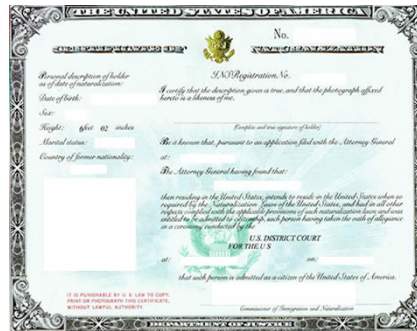 THE UNITED STATES OF AMERICA
No.
CERTIFICATE OF NATURALIZATION
Personal description of holder
as of date of naturalization:
Date of birth:
Sex:
Height: 6feet 02 inches
Marital status:
Country of former nationality:
INS Registration No.
I certify that the description given is true, and that the photograph affixed
hereto is a likeness of me.
(Complete and true signature of holder)
Be it known that, pursuant to an application filed with the Attorney General
at:
The Attorney General having found that:
then residing in the United States, intends to reside in the United States when so
required by the Naturalization Laws of the United States, and had in all other
respects complied with the applicable provisions of such naturalization laws and was
entitled to be admitted to citizenship, such person having taken the oath of allegiance
in a ceremony conducted by the
U.S. DISTRICT COURT
FOR THE U S
at:
on:
that such person is admitted as a citizen of the United States of America.
IT IS PUNISHABLE BY U. S. LAW TO COPY,
PRINT OR PHOTOGRAPH THIS CERTIFICATE,
WITHOUT LAWFUL AUTHORITY.
Commissioner of Immigration and Naturalization
DEPARTMENT OF JUSTICE